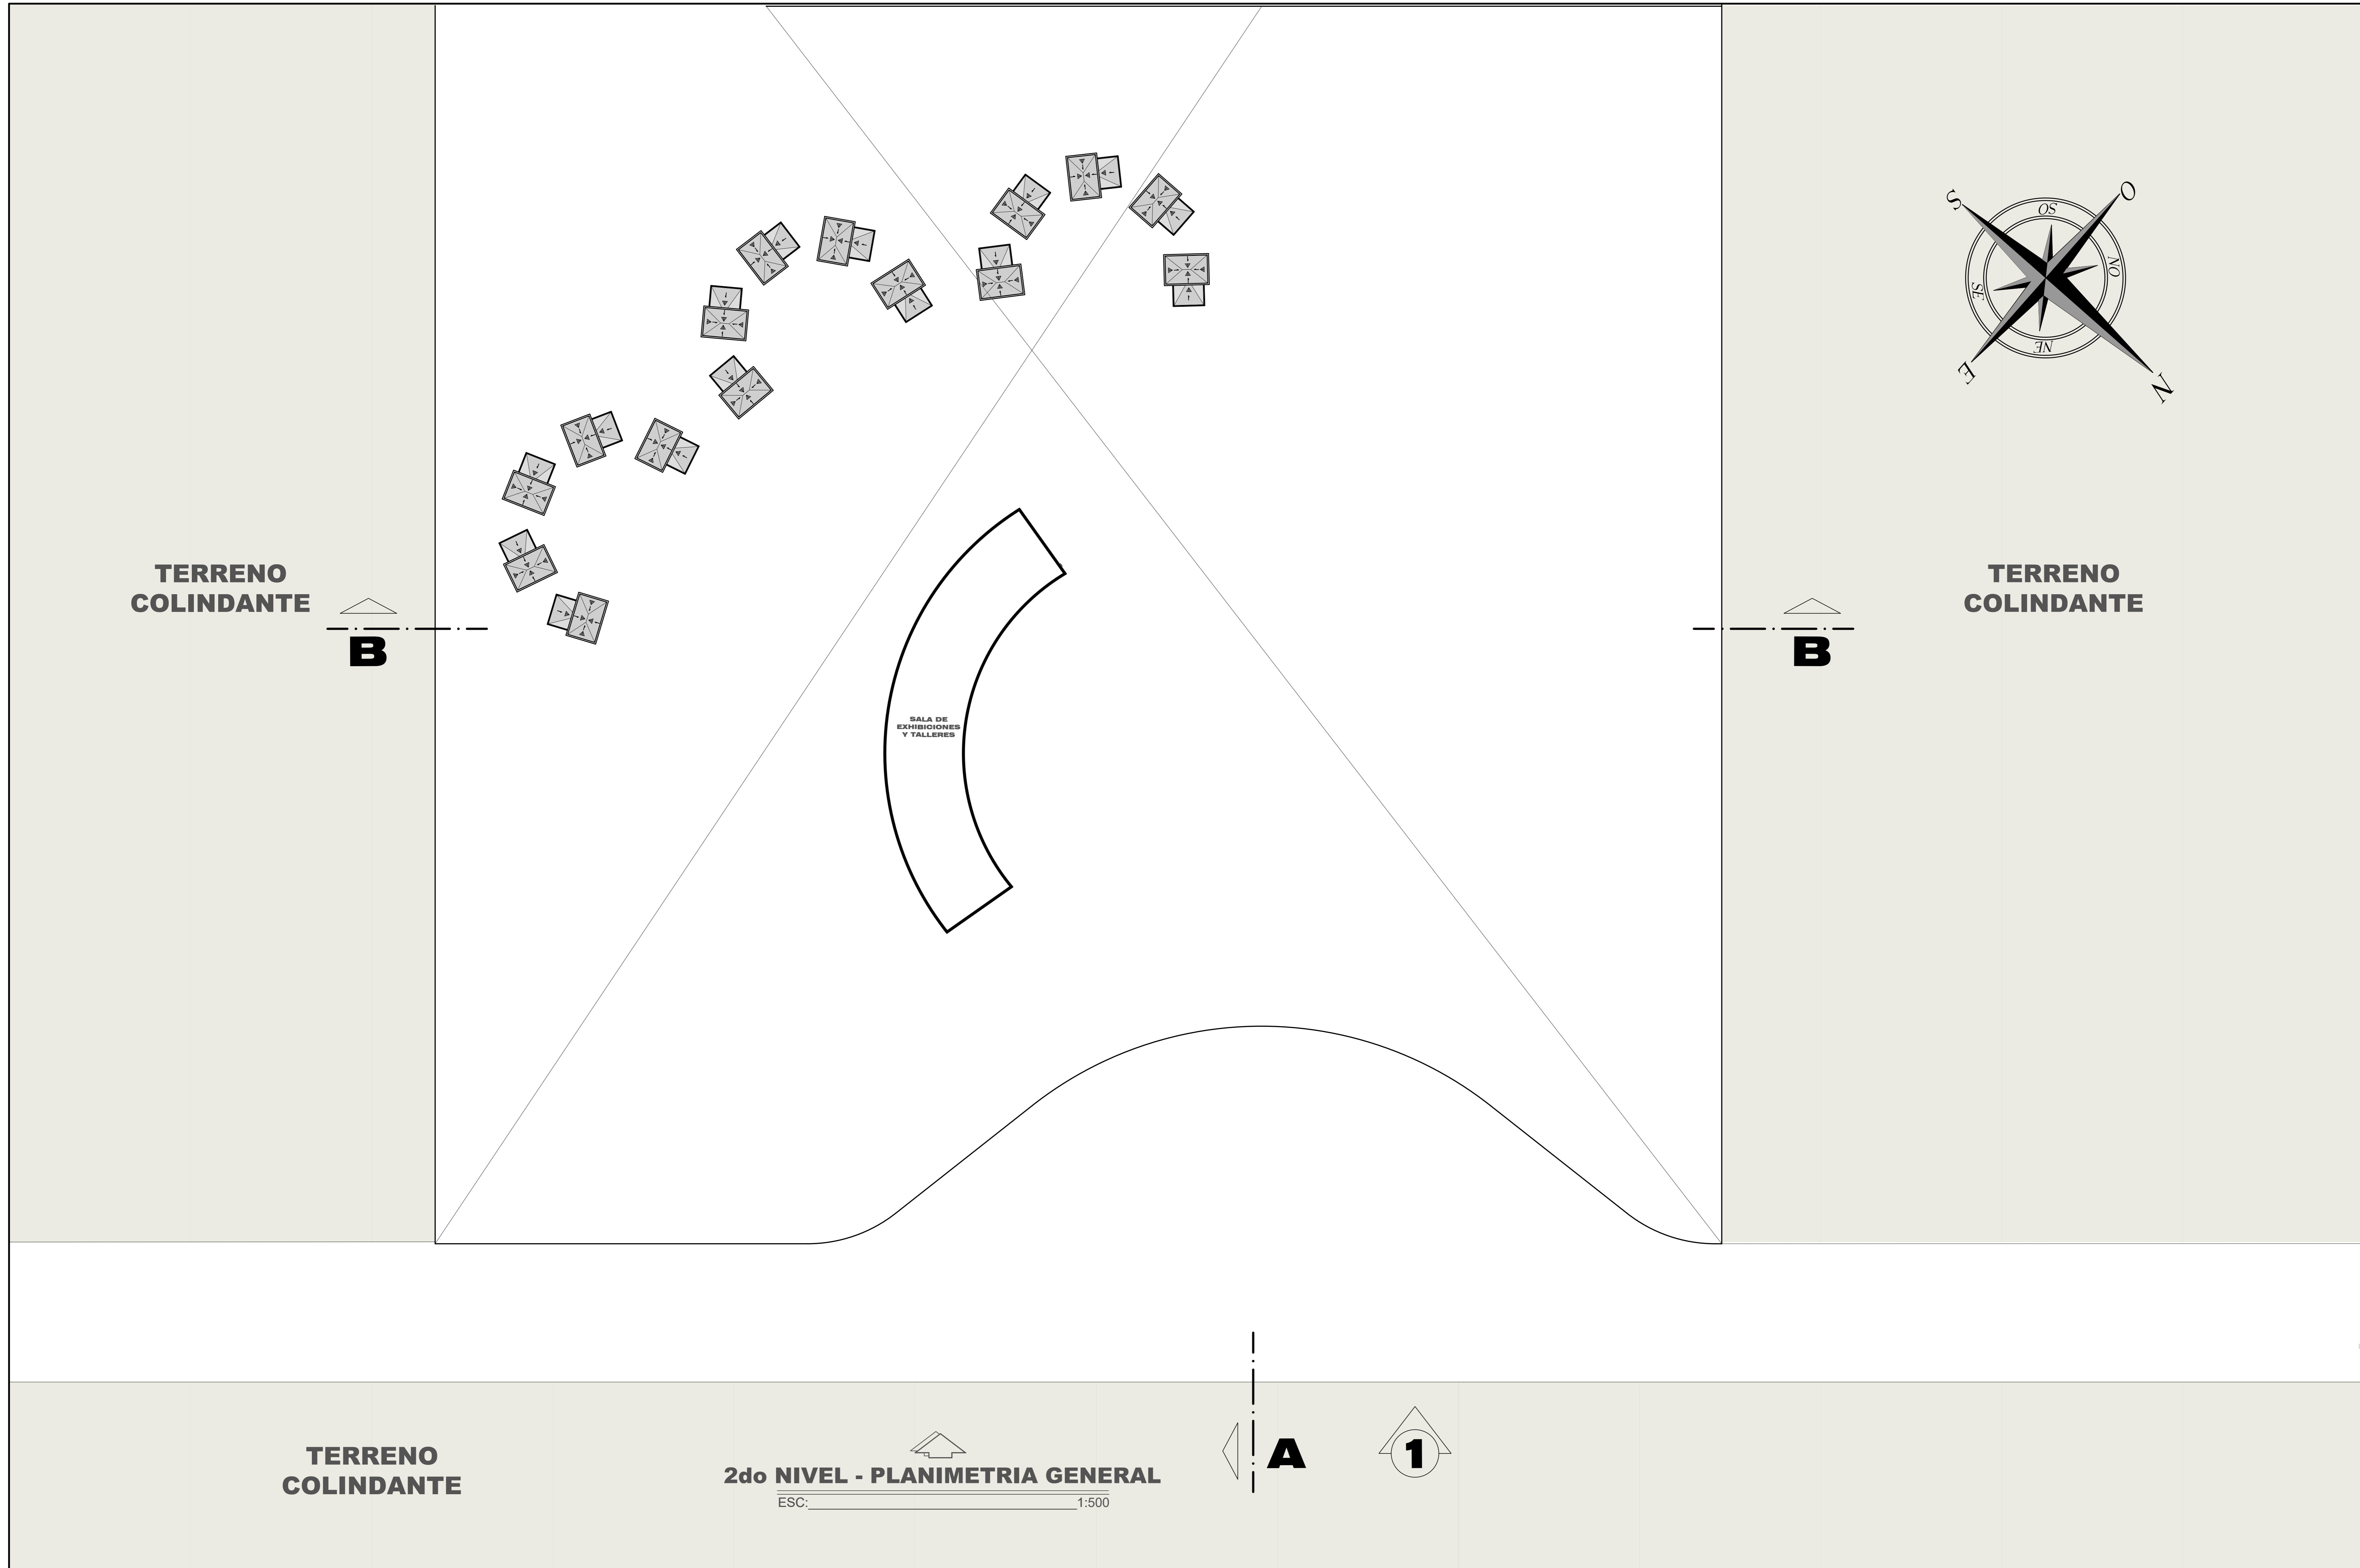 S
O
SO
NO
SE
NE
E
N
TERRENO
COLINDANTE
B
TERRENO
COLINDANTE
B
SALA DE
EXHIBICIONES
Y TALLERES
A
1
TERRENO
COLINDANTE
2do NIVEL - PLANIMETRIA GENERAL
ESC: 1:500